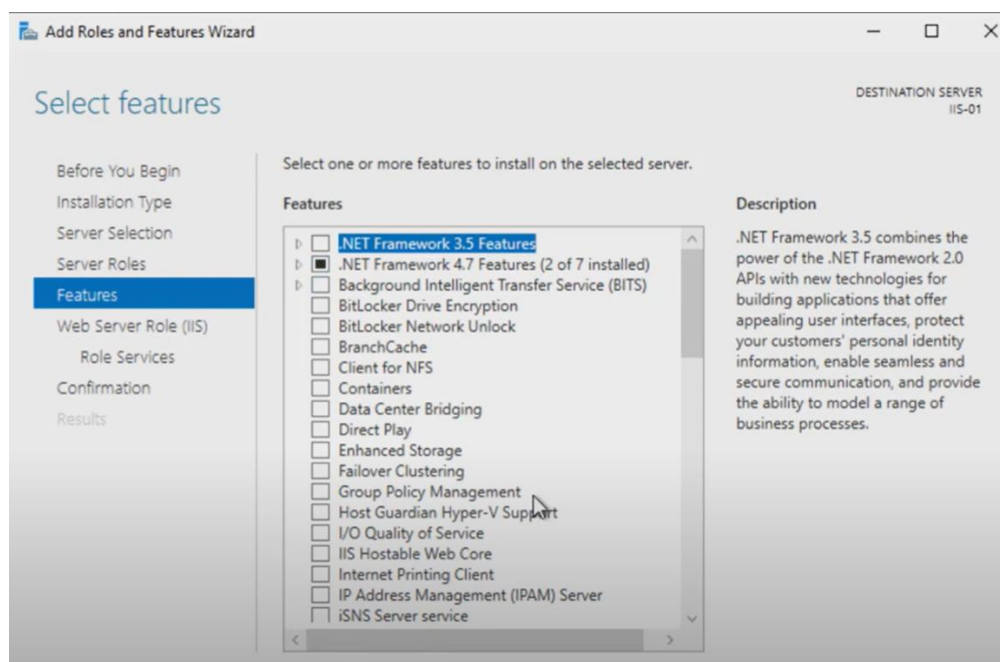 Add Roles and Features Wizard
Select features
DESTINATION SERVER
IIS-01
Before You Begin
Installation Type
Server Selection
Server Roles
Features
Web Server Role (IIS)
Role Services
Confirmation
Results
Select one or more features to install on the selected server.
Features
.NET Framework 3.5 Features
.NET Framework 4.7 Features (2 of 7 installed)
Background Intelligent Transfer Service (BITS)
BitLocker Drive Encryption
BitLocker Network Unlock
BranchCache
Client for NFS
Containers
Data Center Bridging
Direct Play
Enhanced Storage
Failover Clustering
Group Policy Management
Host Guardian Hyper-V Support
I/O Quality of Service
IIS Hostable Web Core
Internet Printing Client
IP Address Management (IPAM) Server
iSNS Server service
Description
.NET Framework 3.5 combines the
power of the .NET Framework 2.0
APIs with new technologies for
building applications that offer
appealing user interfaces, protect
your customers' personal identity
information, enable seamless and
secure communication, and provide
the ability to model a range of
business processes.